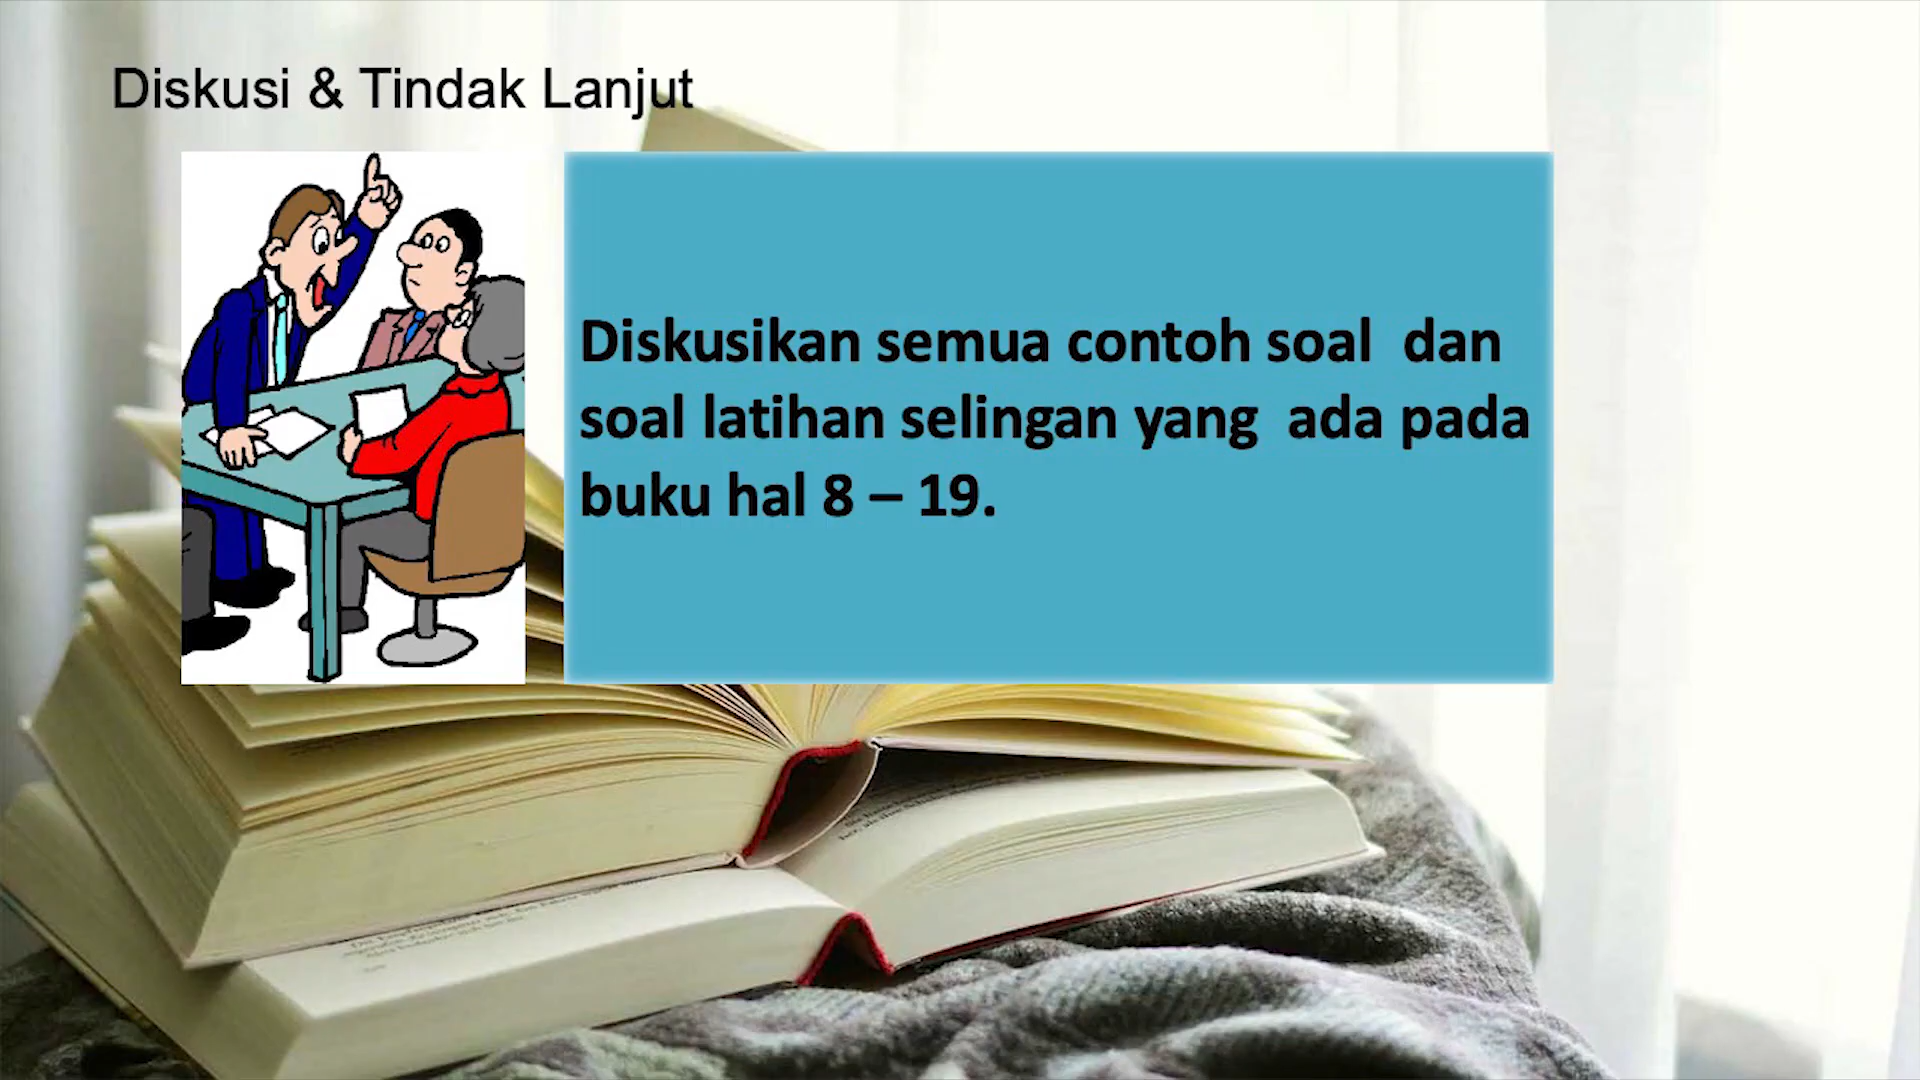 Diskusi & Tindak Lanjut
Diskusikan semua contoh soal dan
soal latihan selingan yang ada pada
buku hal 8 – 19.